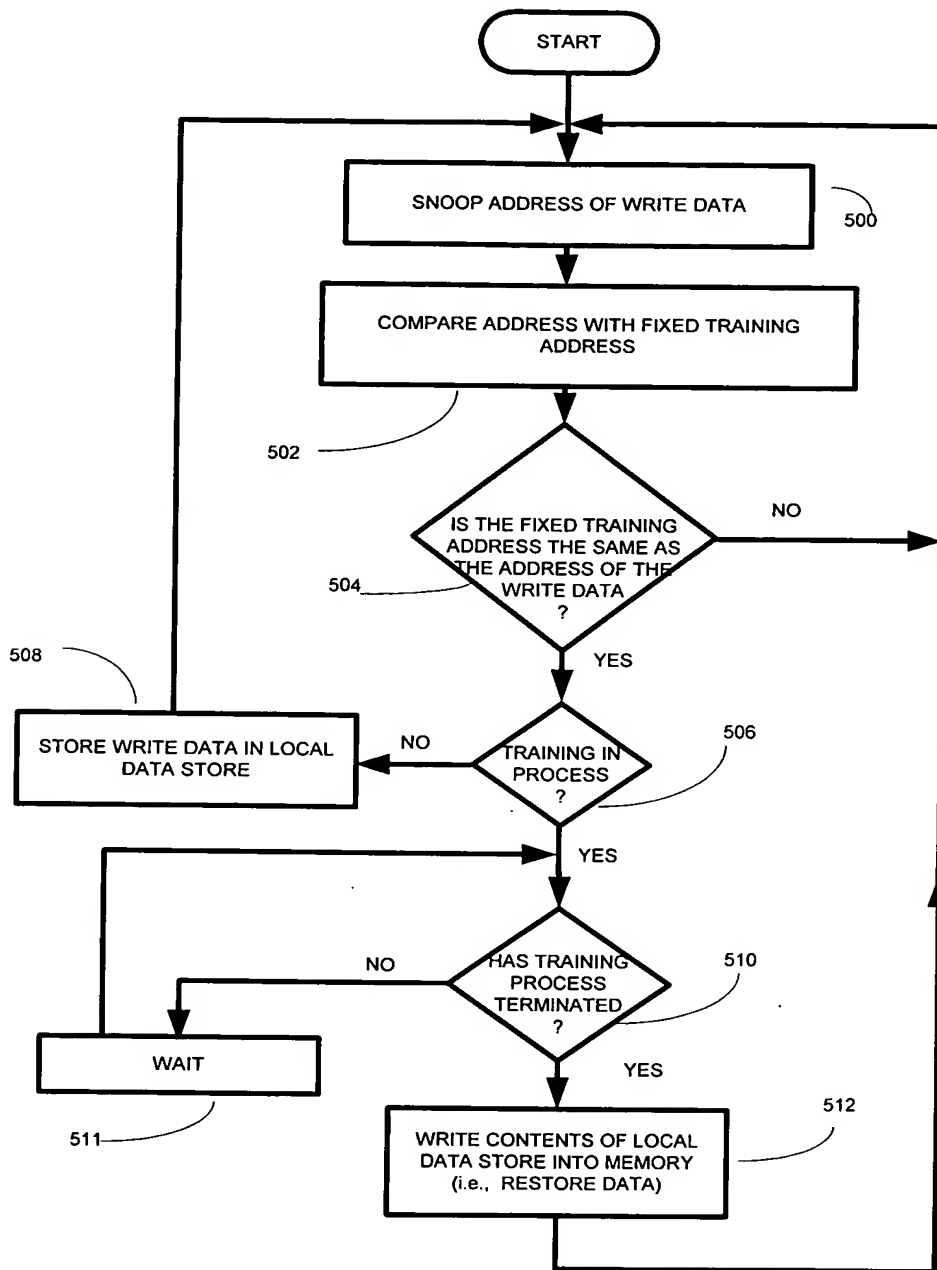 START
SNOOP ADDRESS OF WRITE DATA
500
COMPARE ADDRESS WITH FIXED TRAINING
ADDRESS
502
IS THE FIXED TRAINING
ADDRESS THE SAME AS
THE ADDRESS OF THE
WRITE DATA
?
NO
504
YES
508
STORE WRITE DATA IN LOCAL
DATA STORE
NO
TRAINING IN
PROCESS
?
506
YES
HAS TRAINING
PROCESS
TERMINATED
?
NO
510
WAIT
YES
511
512
WRITE CONTENTS OF LOCAL
DATA STORE INTO MEMORY
(i.e., RESTORE DATA)